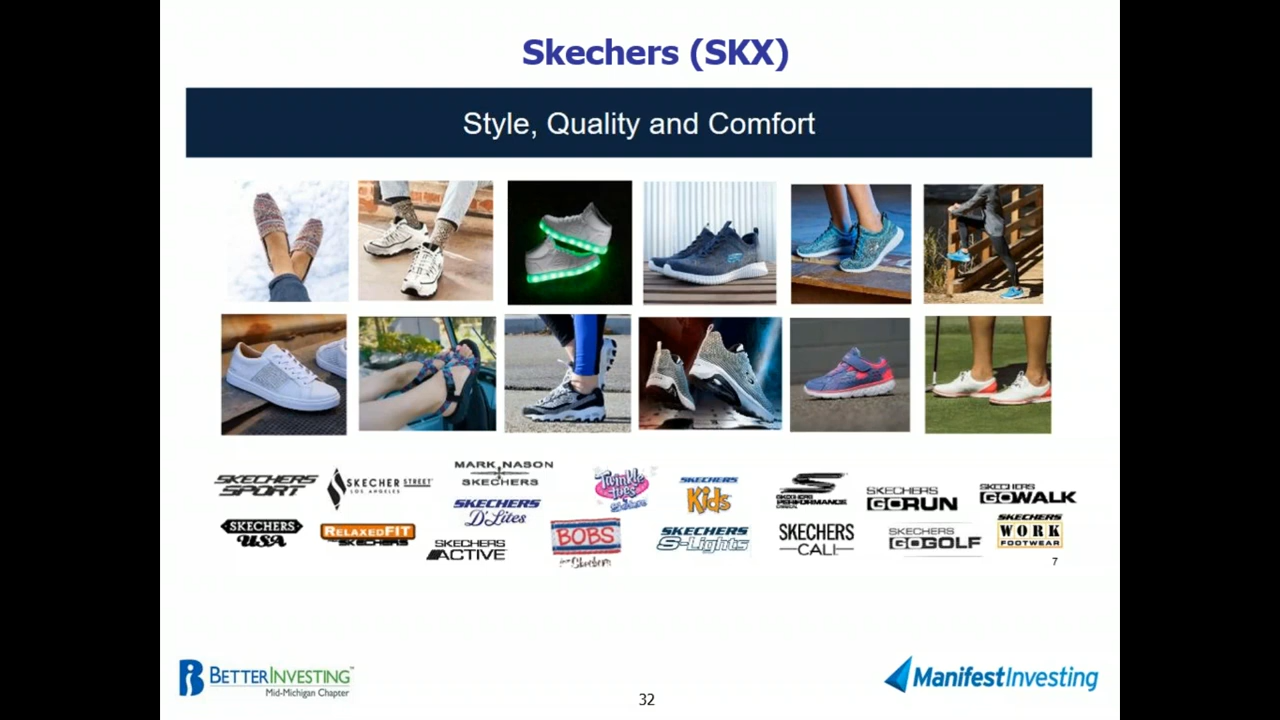 Skechers (SKX)
Style, Quality and Comfort
SKECHERS
SPORT
SKECHER STREET
LOS ANGELES
MARK NASON
SKECHERS
SKECHERS
D'Lites
Twinkle
Toes
SKECHERS
Kids
SKECHERS
PERFORMANCE
SKECHERS
GORUN
SKECHERS
GOWALK
SKECHERS
USA
RELAXED FIT
SKECHERS
SKECHERS
ACTIVE
BOBS
from Skechers
SKECHERS
S-Lights
SKECHERS
CALI
SKECHERS
GOGOLF
SKECHERS
WORK
FOOTWEAR
7
BETTERINVESTING™
Mid-Michigan Chapter
32
ManifestInvesting